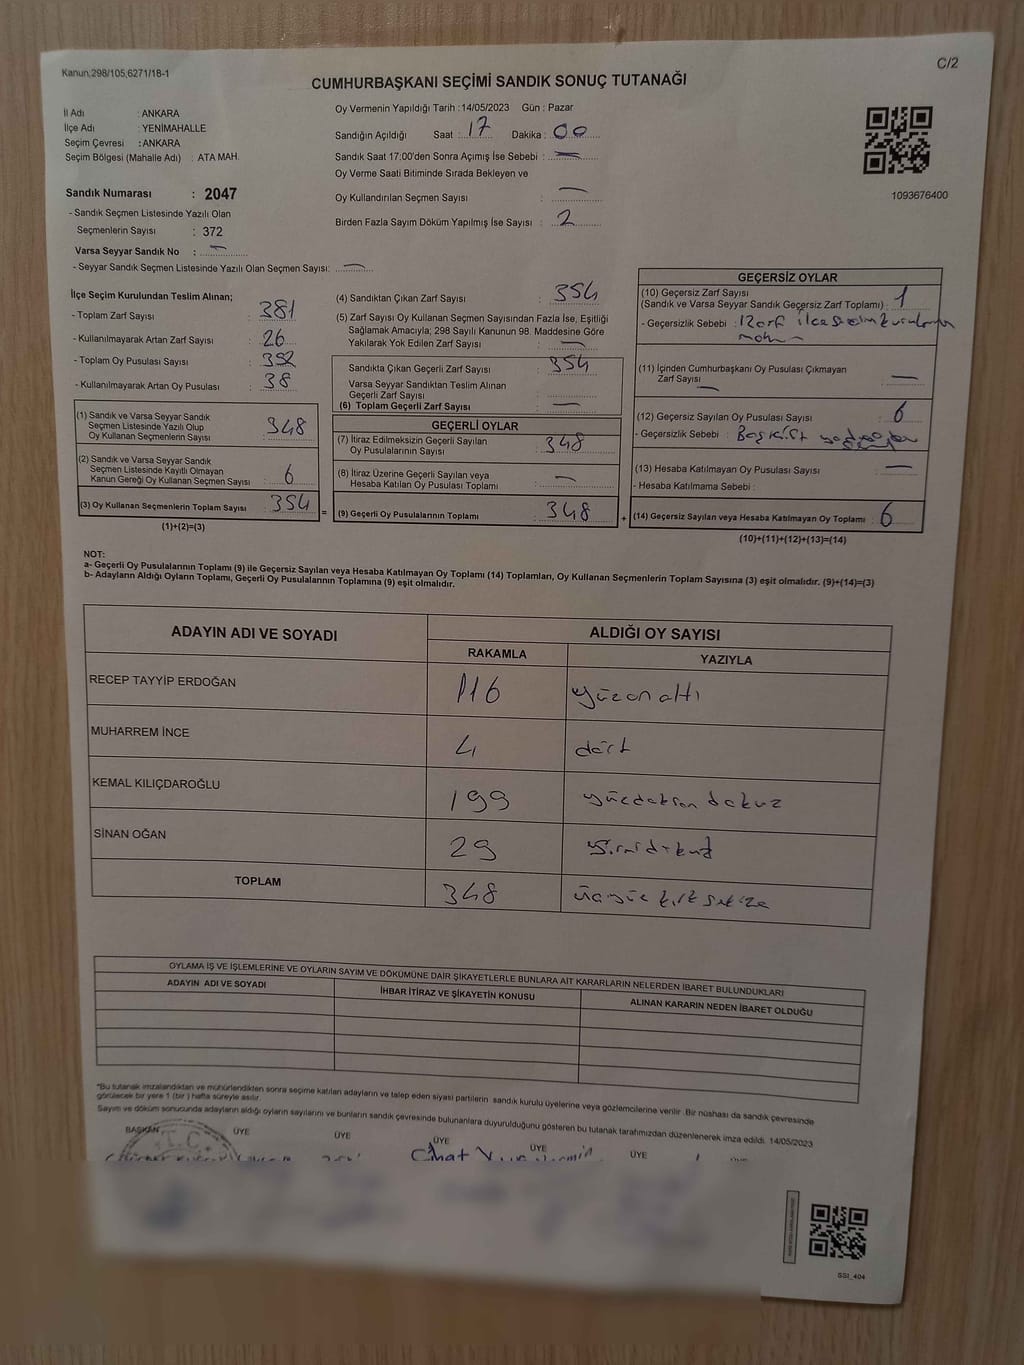 Kanun;298/105;6271/18-1
C/2
CUMHURBAŞKANI SEÇİMİ SANDIK SONUÇ TUTANAĞI
İl Adı : ANKARA
İlçe Adı : YENİMAHALLE
Seçim Çevresi : ANKARA
Seçim Bölgesi (Mahalle Adı) : ATA MAH.
Oy Vermenin Yapıldığı Tarih :14/05/2023 Gün : Pazar
Sandığın Açıldığı Saat : 17 Dakika : 00
Sandık Saat 17:00'den Sonra Açımış İse Sebebi : —
Oy Verme Saati Bitiminde Sırada Bekleyen ve
Oy Kullandırılan Seçmen Sayısı : —
Birden Fazla Sayım Döküm Yapılmış İse Sayısı : 2
1093676400
Sandık Numarası : 2047
- Sandık Seçmen Listesinde Yazılı Olan
Seçmenlerin Sayısı : 372
Varsa Seyyar Sandık No : —
- Seyyar Sandık Seçmen Listesinde Yazılı Olan Seçmen Sayısı: —
İlçe Seçim Kurulundan Teslim Alınan;
- Toplam Zarf Sayısı : 381
- Kullanılmayarak Artan Zarf Sayısı : 26
- Toplam Oy Pusulası Sayısı : 392
- Kullanılmayarak Artan Oy Pusulası : 38
(1) Sandık ve Varsa Seyyar Sandık
Seçmen Listesinde Yazılı Olup
Oy Kullanan Seçmenlerin Sayısı : 348
(2) Sandık ve Varsa Seyyar Sandık
Seçmen Listesinde Kayıtlı Olmayan
Kanun Gereği Oy Kullanan Seçmen Sayısı : 6
(3) Oy Kullanan Seçmenlerin Toplam Sayısı : 354 =
(1)+(2)=(3)
(4) Sandıktan Çıkan Zarf Sayısı : 354
(5) Zarf Sayısı Oy Kullanan Seçmen Sayısından Fazla İse, Eşitliği
Sağlamak Amacıyla; 298 Sayılı Kanunun 98. Maddesine Göre
Yakılarak Yok Edilen Zarf Sayısı : —
Sandıkta Çıkan Geçerli Zarf Sayısı : 354
Varsa Seyyar Sandıktan Teslim Alınan
Geçerli Zarf Sayısı :
(6) Toplam Geçerli Zarf Sayısı : —
GEÇERLİ OYLAR
(7) İtiraz Edilmeksizin Geçerli Sayılan
Oy Pusulalarının Sayısı : 348
(8) İtiraz Üzerine Geçerli Sayılan veya
Hesaba Katılan Oy Pusulası Toplamı : —
(9) Geçerli Oy Pusulalarının Toplamı : 348 +
GEÇERSİZ OYLAR
(10) Geçersiz Zarf Sayısı
(Sandık ve Varsa Seyyar Sandık Geçersiz Zarf Toplamı) : 1
- Geçersizlik Sebebi :
(11) İçinden Cumhurbaşkanı Oy Pusulası Çıkmayan
Zarf Sayısı : —
(12) Geçersiz Sayılan Oy Pusulası Sayısı : 6
- Geçersizlik Sebebi :
(13) Hesaba Katılmayan Oy Pusulası Sayısı : —
- Hesaba Katılmama Sebebi :
(14) Geçersiz Sayılan veya Hesaba Katılmayan Oy Toplamı : 6
(10)+(11)+(12)+(13)=(14)
NOT:
a- Geçerli Oy Pusulalarının Toplamı (9) ile Geçersiz Sayılan veya Hesaba Katılmayan Oy Toplamı (14) Toplamları, Oy Kullanan Seçmenlerin Toplam Sayısına (3) eşit olmalıdır. (9)+(14)=(3)
b- Adayların Aldığı Oyların Toplamı, Geçerli Oy Pusulalarının Toplamına (9) eşit olmalıdır.
ADAYIN ADI VE SOYADI ALDIĞI OY SAYISI
RAKAMLA YAZIYLA
RECEP TAYYİP ERDOĞAN 116 yüzonaltı
MUHARREM İNCE 4 dört
KEMAL KILIÇDAROĞLU 199 yüzdoksan dokuz
SİNAN OĞAN 29 yirmidokuz
TOPLAM 348 üçyüz kırk sekiz
OYLAMA İŞ VE İŞLEMLERİNE VE OYLARIN SAYIM VE DÖKÜMÜNE DAİR ŞİKAYETLERLE BUNLARA AİT KARARLARIN NELERDEN İBARET BULUNDUKLARI
ADAYIN ADI VE SOYADI İHBAR İTİRAZ VE ŞİKAYETİN KONUSU ALINAN KARARIN NEDEN İBARET OLDUĞU
*Bu tutanak imzalandıktan ve mühürlendikten sonra seçime katılan adayların ve talep eden siyasi partilerin sandık kurulu üyelerine veya gözlemcilerine verilir. Bir nüshası da sandık çevresinde
görülecek bir yere 1 (bir ) hafta süreyle asılır.
Sayım ve döküm sonucunda adayların aldığı oyların sayılarını ve bunların sandık çevresinde bulunanlara duyurulduğunu gösteren bu tutanak tarafımızdan düzenlenerek imza edildi. 14/05/2023
BAŞKAN ÜYE ÜYE ÜYE ÜYE ÜYE
T.C.
SSI_404